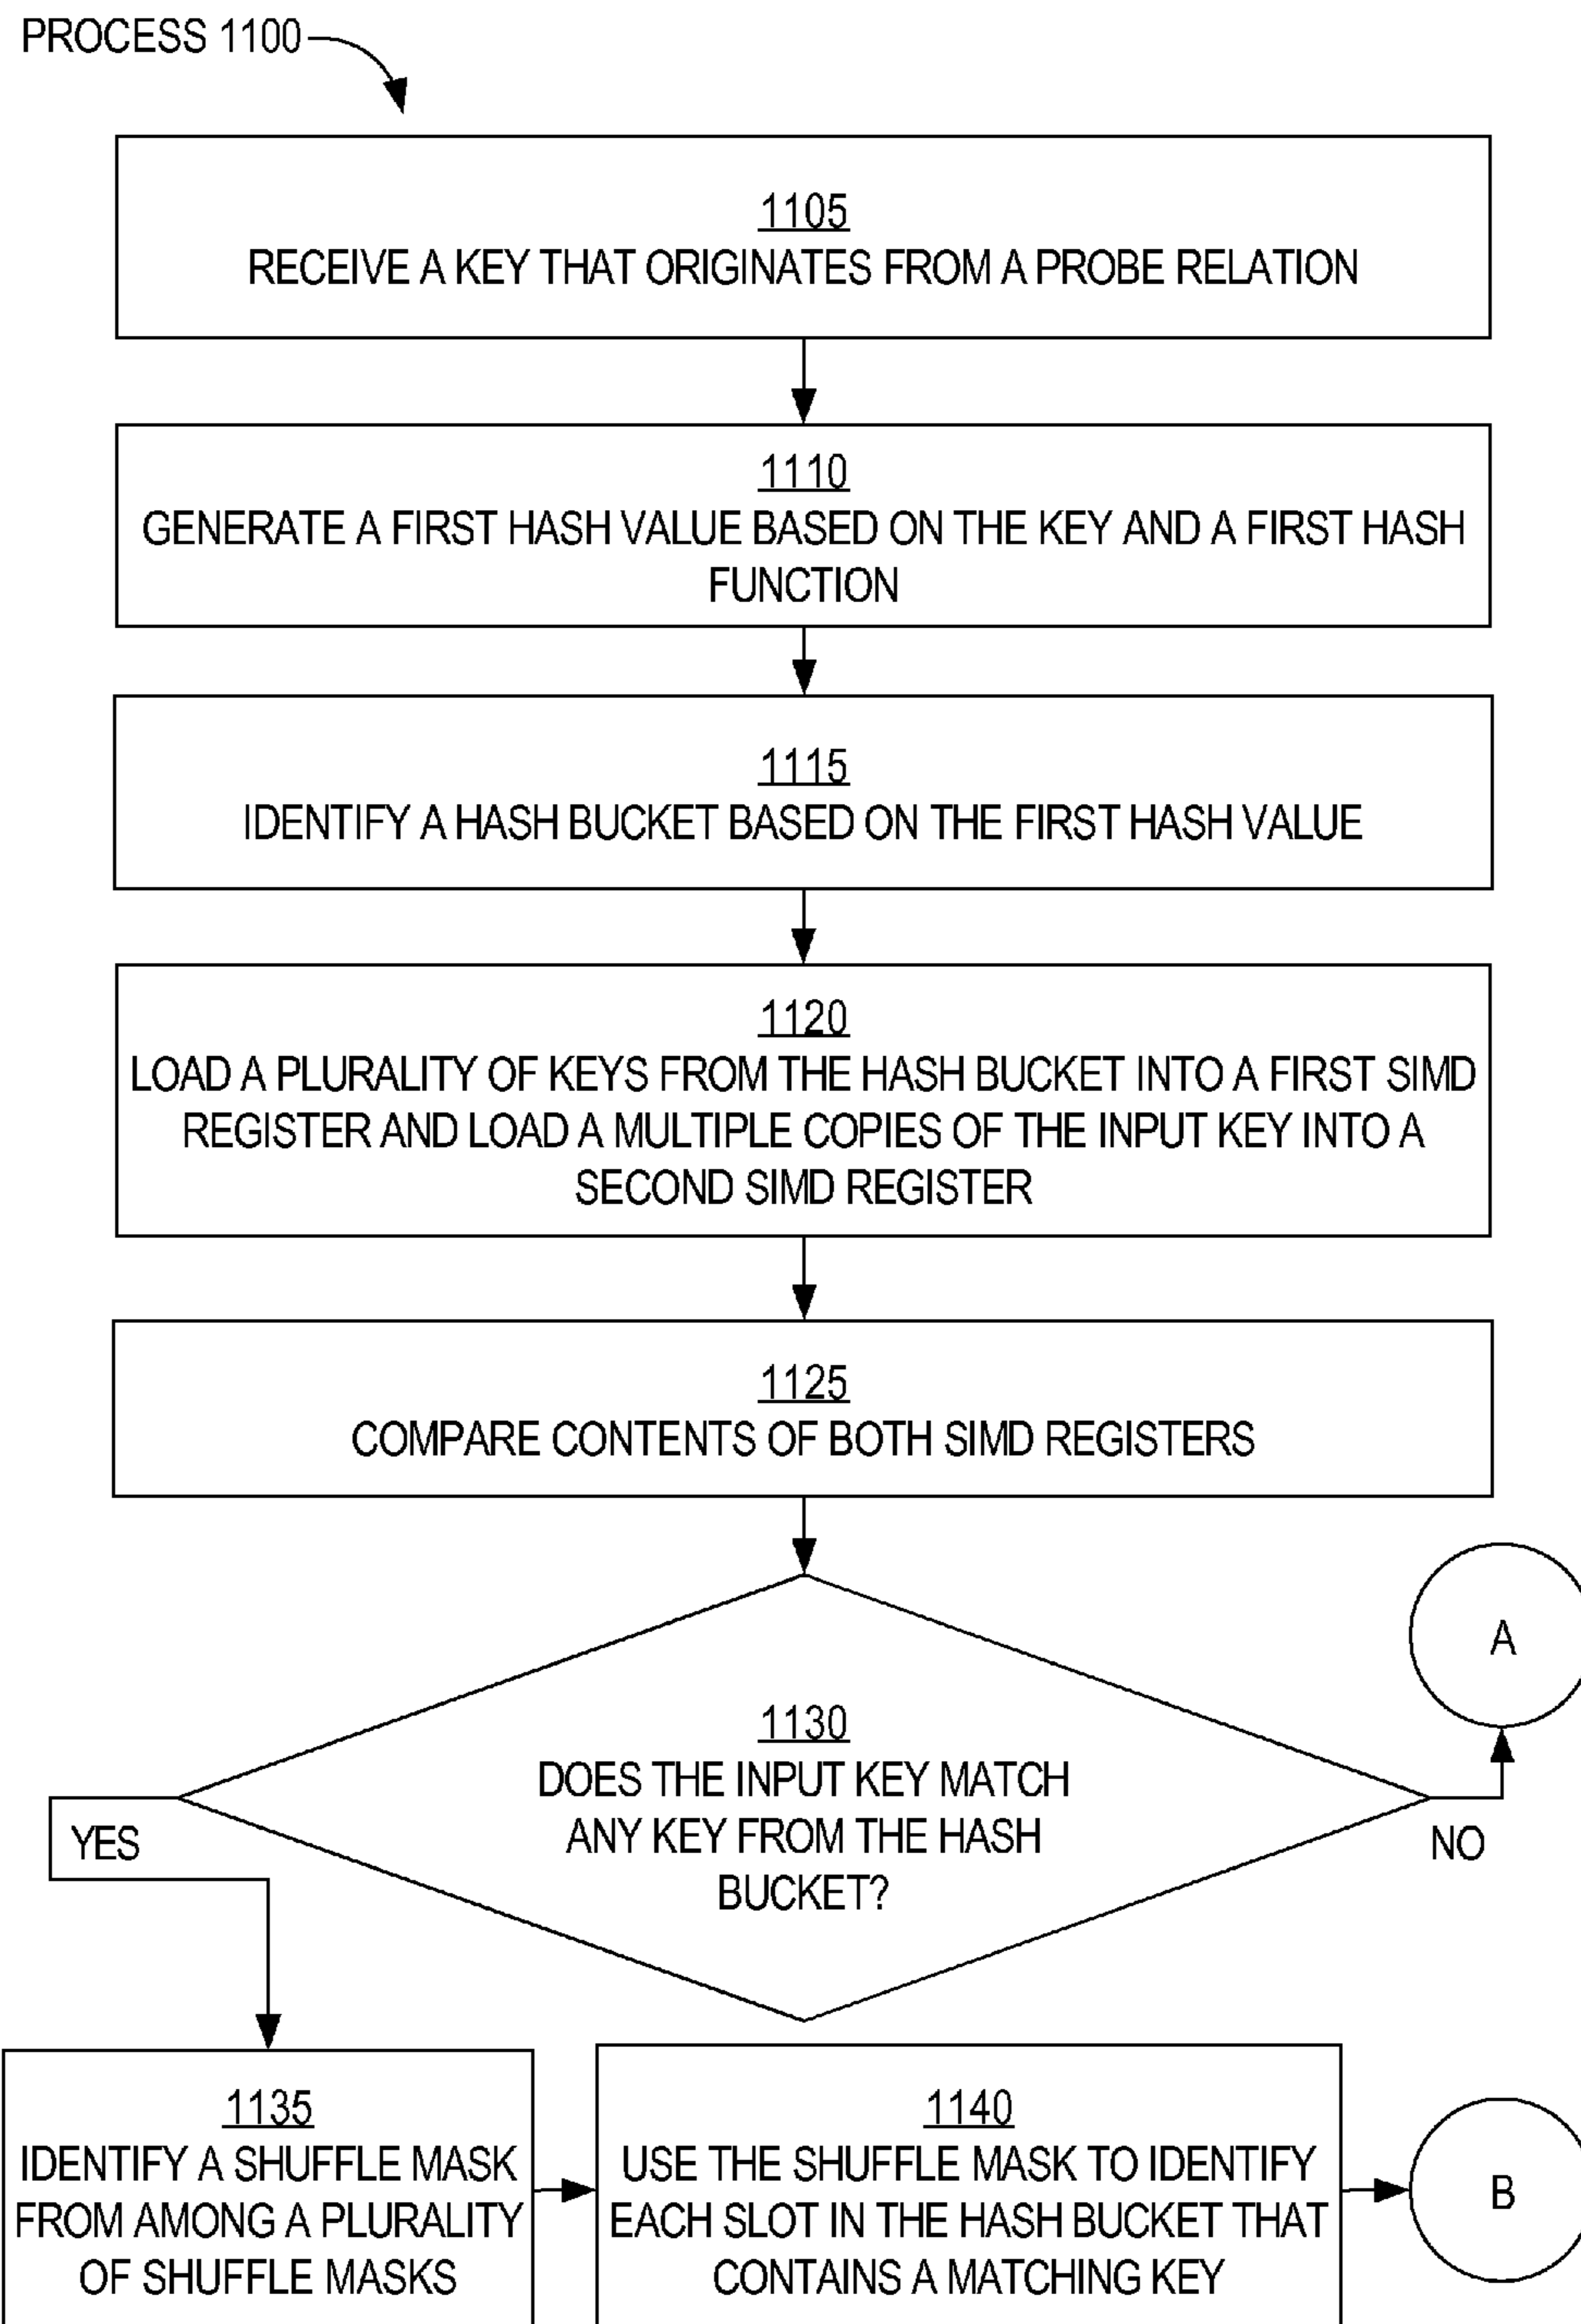 PROCESS 1100
1105
RECEIVE A KEY THAT ORIGINATES FROM A PROBE RELATION
1110
GENERATE A FIRST HASH VALUE BASED ON THE KEY AND A FIRST HASH
FUNCTION
1115
IDENTIFY A HASH BUCKET BASED ON THE FIRST HASH VALUE
1120
LOAD A PLURALITY OF KEYS FROM THE HASH BUCKET INTO A FIRST SIMD
REGISTER AND LOAD A MULTIPLE COPIES OF THE INPUT KEY INTO A
SECOND SIMD REGISTER
1125
COMPARE CONTENTS OF BOTH SIMD REGISTERS
A
1130
DOES THE INPUT KEY MATCH
ANY KEY FROM THE HASH
BUCKET?
YES
NO
1135
IDENTIFY A SHUFFLE MASK
FROM AMONG A PLURALITY
OF SHUFFLE MASKS
1140
USE THE SHUFFLE MASK TO IDENTIFY
EACH SLOT IN THE HASH BUCKET THAT
CONTAINS A MATCHING KEY
B